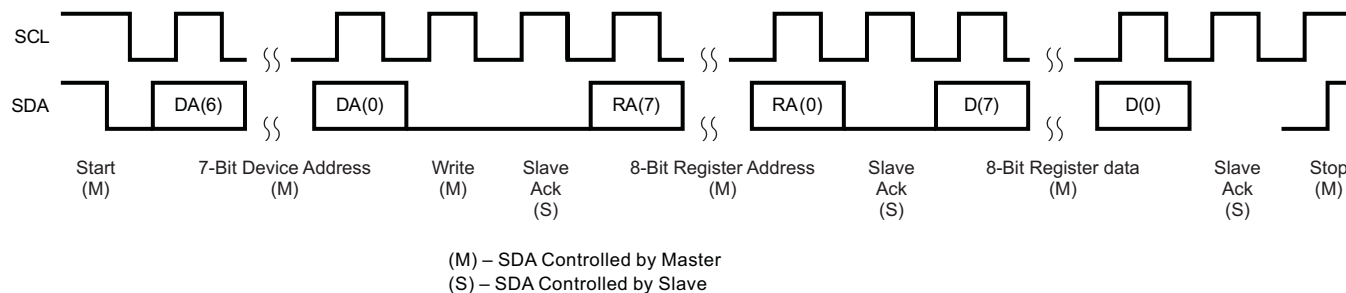 SCL
SDA DA(6) DA(0) RA(7) RA(0) D(7) D(0)
Start 7-Bit Device Address Write Slave 8-Bit Register Address Slave 8-Bit Register data Slave Stop
(M) (M) (M) Ack (M) Ack (M) Ack (M)
(S) (S) (S)
(M) – SDA Controlled by Master
(S) – SDA Controlled by Slave